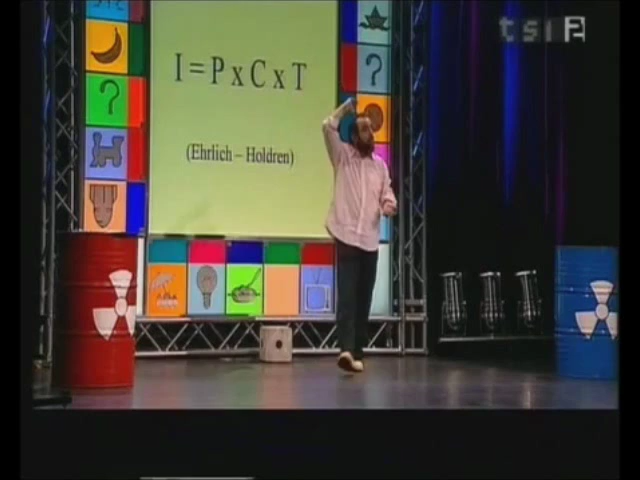 tsi 2
I = P x C x T
(Ehrlich – Holdren)
?
?